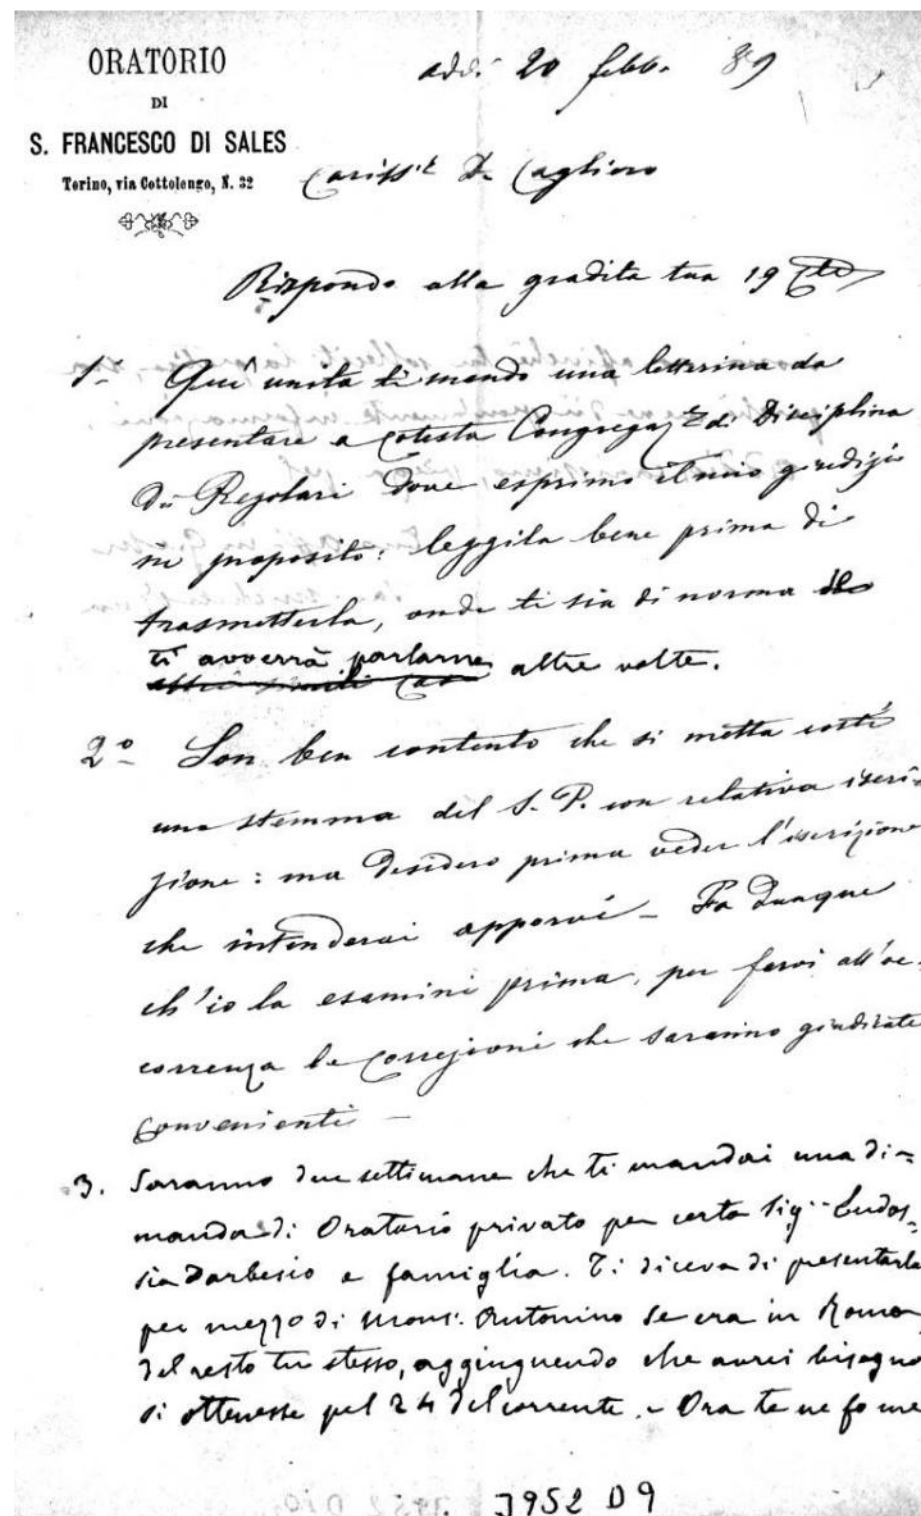 ORATORIO
DI
S. FRANCESCO DI SALES
Torino, via Cottolengo, N. 32
addì 20 febb. 89
Cariss. D. Cagliero
Rispondo alla gradita tua 19
1° Quì unita ti mando una letterina da
presentare a cotesta Congregaz. di Disciplina
Regolari dove esprimo il mio giudizio
in proposito: leggila bene prima di
trasmetterla, onde ti sia di norma se
ti avverrà parlarne altre volte.
2° Son ben contento che si metta costì
uno stemma del S. P. con relativa iscri-
zione: ma desidero prima veder l'iscrizione
che intenderai apporvi - Fa dunque
ch'io la esamini prima, per farvi all'oc-
correnza le correzioni che saranno giudicate
convenienti -
3. Saranno due settimane che ti mandai una di-
manda di Oratorio privato per certa Sig. Eudos-
sia Darbesio e famiglia. Ti diceva di presentarla
per mezzo di Mons. Antonino se era in Roma
del resto tu stesso, aggiungendo che avrei bisogno
si ottenesse pel 24 del corrente. - Ora te ne fo me
3952 D 9